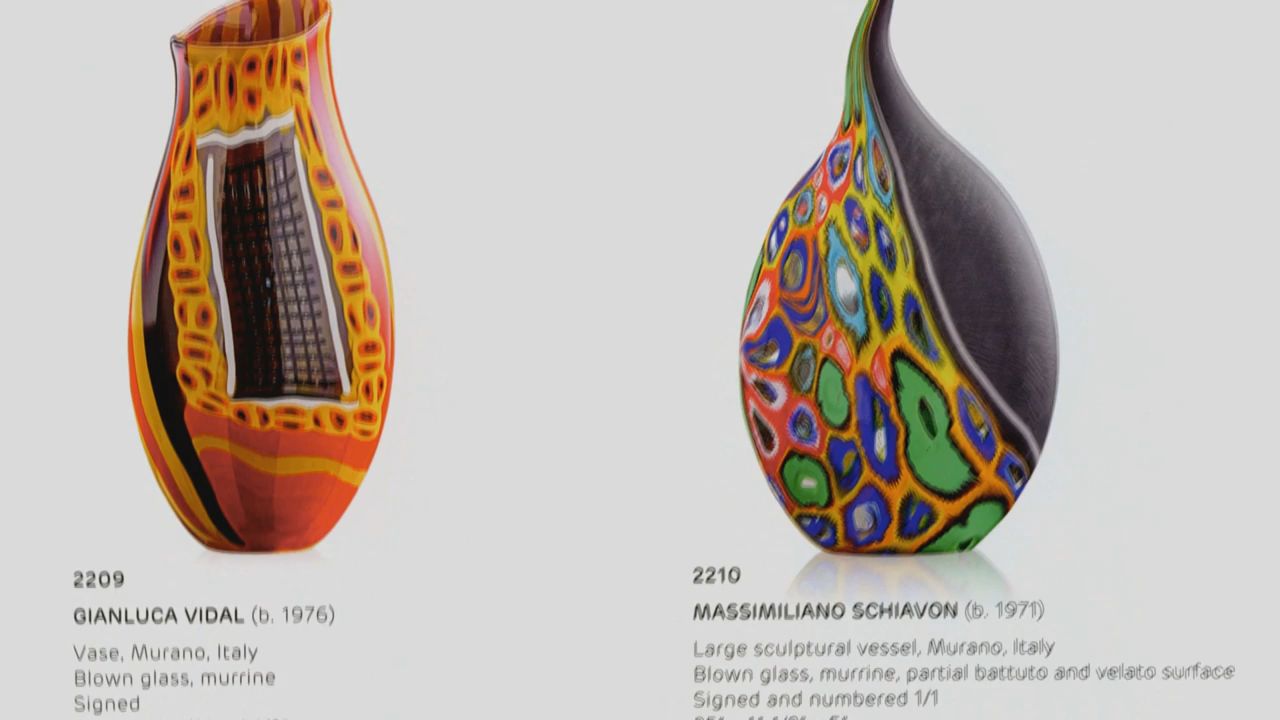 2209
GIANLUCA VIDAL (b. 1976)
Vase, Murano, Italy
Blown glass, murrine
Signed
2210
MASSIMILIANO SCHIAVON (b. 1971)
Large sculptural vessel, Murano, Italy
Blown glass, murrine, partial battuto and velato surface
Signed and numbered 1/1